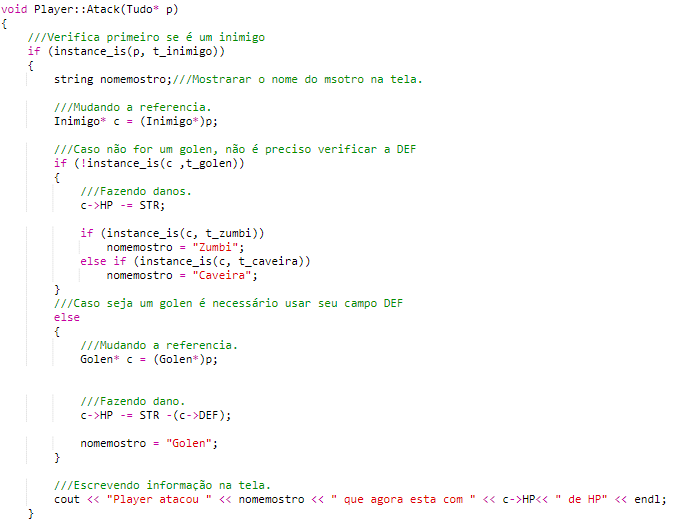 void Player::Atack(Tudo* p)
{
    ///Verifica primeiro se é um inimigo
    if (instance_is(p, t_inimigo))
    {
        string nomemostro;///Mostrarar o nome do msotro na tela.

        ///Mudando a referencia.
        Inimigo* c = (Inimigo*)p;

        ///Caso não for um golen, não é preciso verificar a DEF
        if (!instance_is(c ,t_golen))
        {
            ///Fazendo danos.
            c->HP -= STR;

            if (instance_is(c, t_zumbi))
                nomemostro = "Zumbi";
            else if (instance_is(c, t_caveira))
                nomemostro = "Caveira";
        }
        ///Caso seja um golen é necessário usar seu campo DEF
        else
        {
            ///Mudando a referencia.
            Golen* c = (Golen*)p;


            ///Fazendo dano.
            c->HP -= STR -(c->DEF);

            nomemostro = "Golen";
        }

        ///Escrevendo informação na tela.
        cout << "Player atacou " << nomemostro << " que agora esta com " << c->HP<< " de HP" << endl;
    }